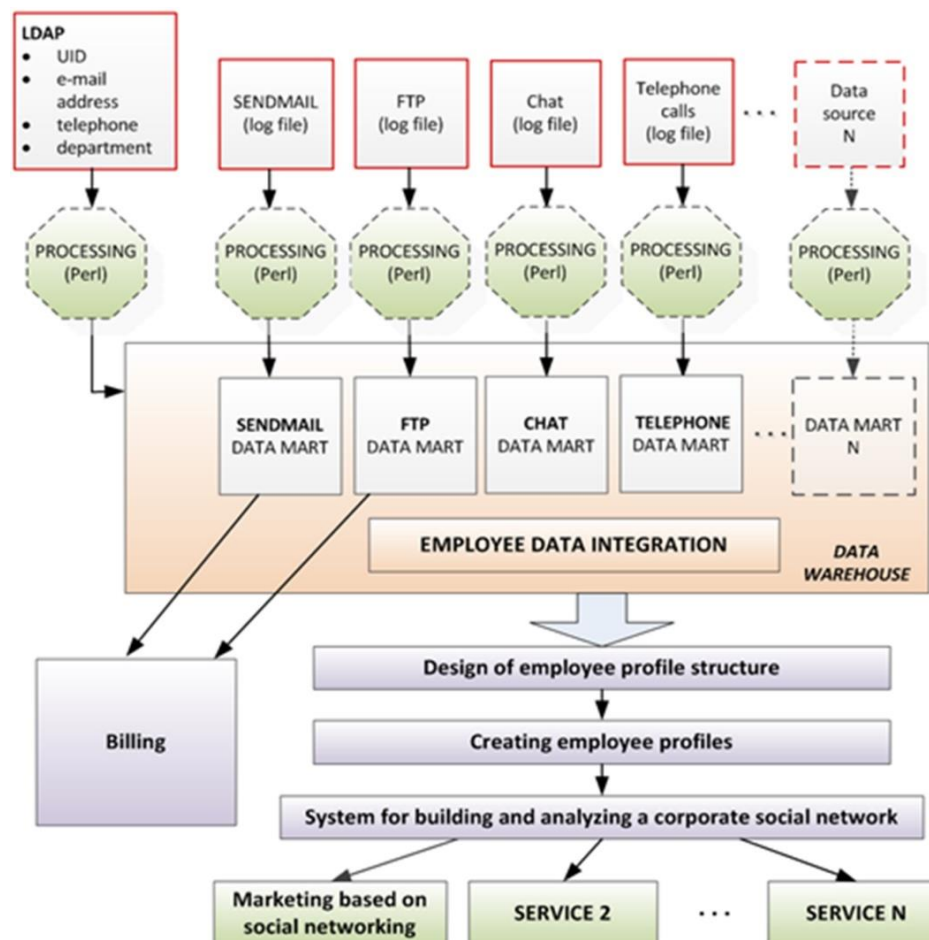 LDAP
• UID
• e-mail
address
• telephone
• department
SENDMAIL
(log file)
FTP
(log file)
Chat
(log file)
Telephone
calls
(log file)
...
Data
source
N
PROCESSING
(Perl)
PROCESSING
(Perl)
PROCESSING
(Perl)
PROCESSING
(Perl)
PROCESSING
(Perl)
PROCESSING
(Perl)
SENDMAIL
DATA MART
FTP
DATA MART
CHAT
DATA MART
TELEPHONE
DATA MART
...
DATA MART
N
EMPLOYEE DATA INTEGRATION
DATA
WAREHOUSE
Billing
Design of employee profile structure
Creating employee profiles
System for building and analyzing a corporate social network
Marketing based on
social networking
SERVICE 2
...
SERVICE N